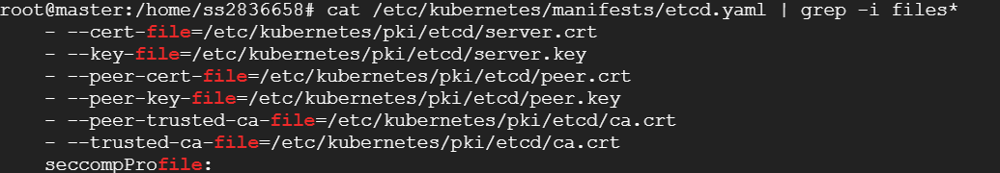 root@master:/home/ss2836658# cat /etc/kubernetes/manifests/etcd.yaml | grep -i files*
- --cert-file=/etc/kubernetes/pki/etcd/server.crt
- --key-file=/etc/kubernetes/pki/etcd/server.key
- --peer-cert-file=/etc/kubernetes/pki/etcd/peer.crt
- --peer-key-file=/etc/kubernetes/pki/etcd/peer.key
- --peer-trusted-ca-file=/etc/kubernetes/pki/etcd/ca.crt
- --trusted-ca-file=/etc/kubernetes/pki/etcd/ca.crt
seccompProfile: